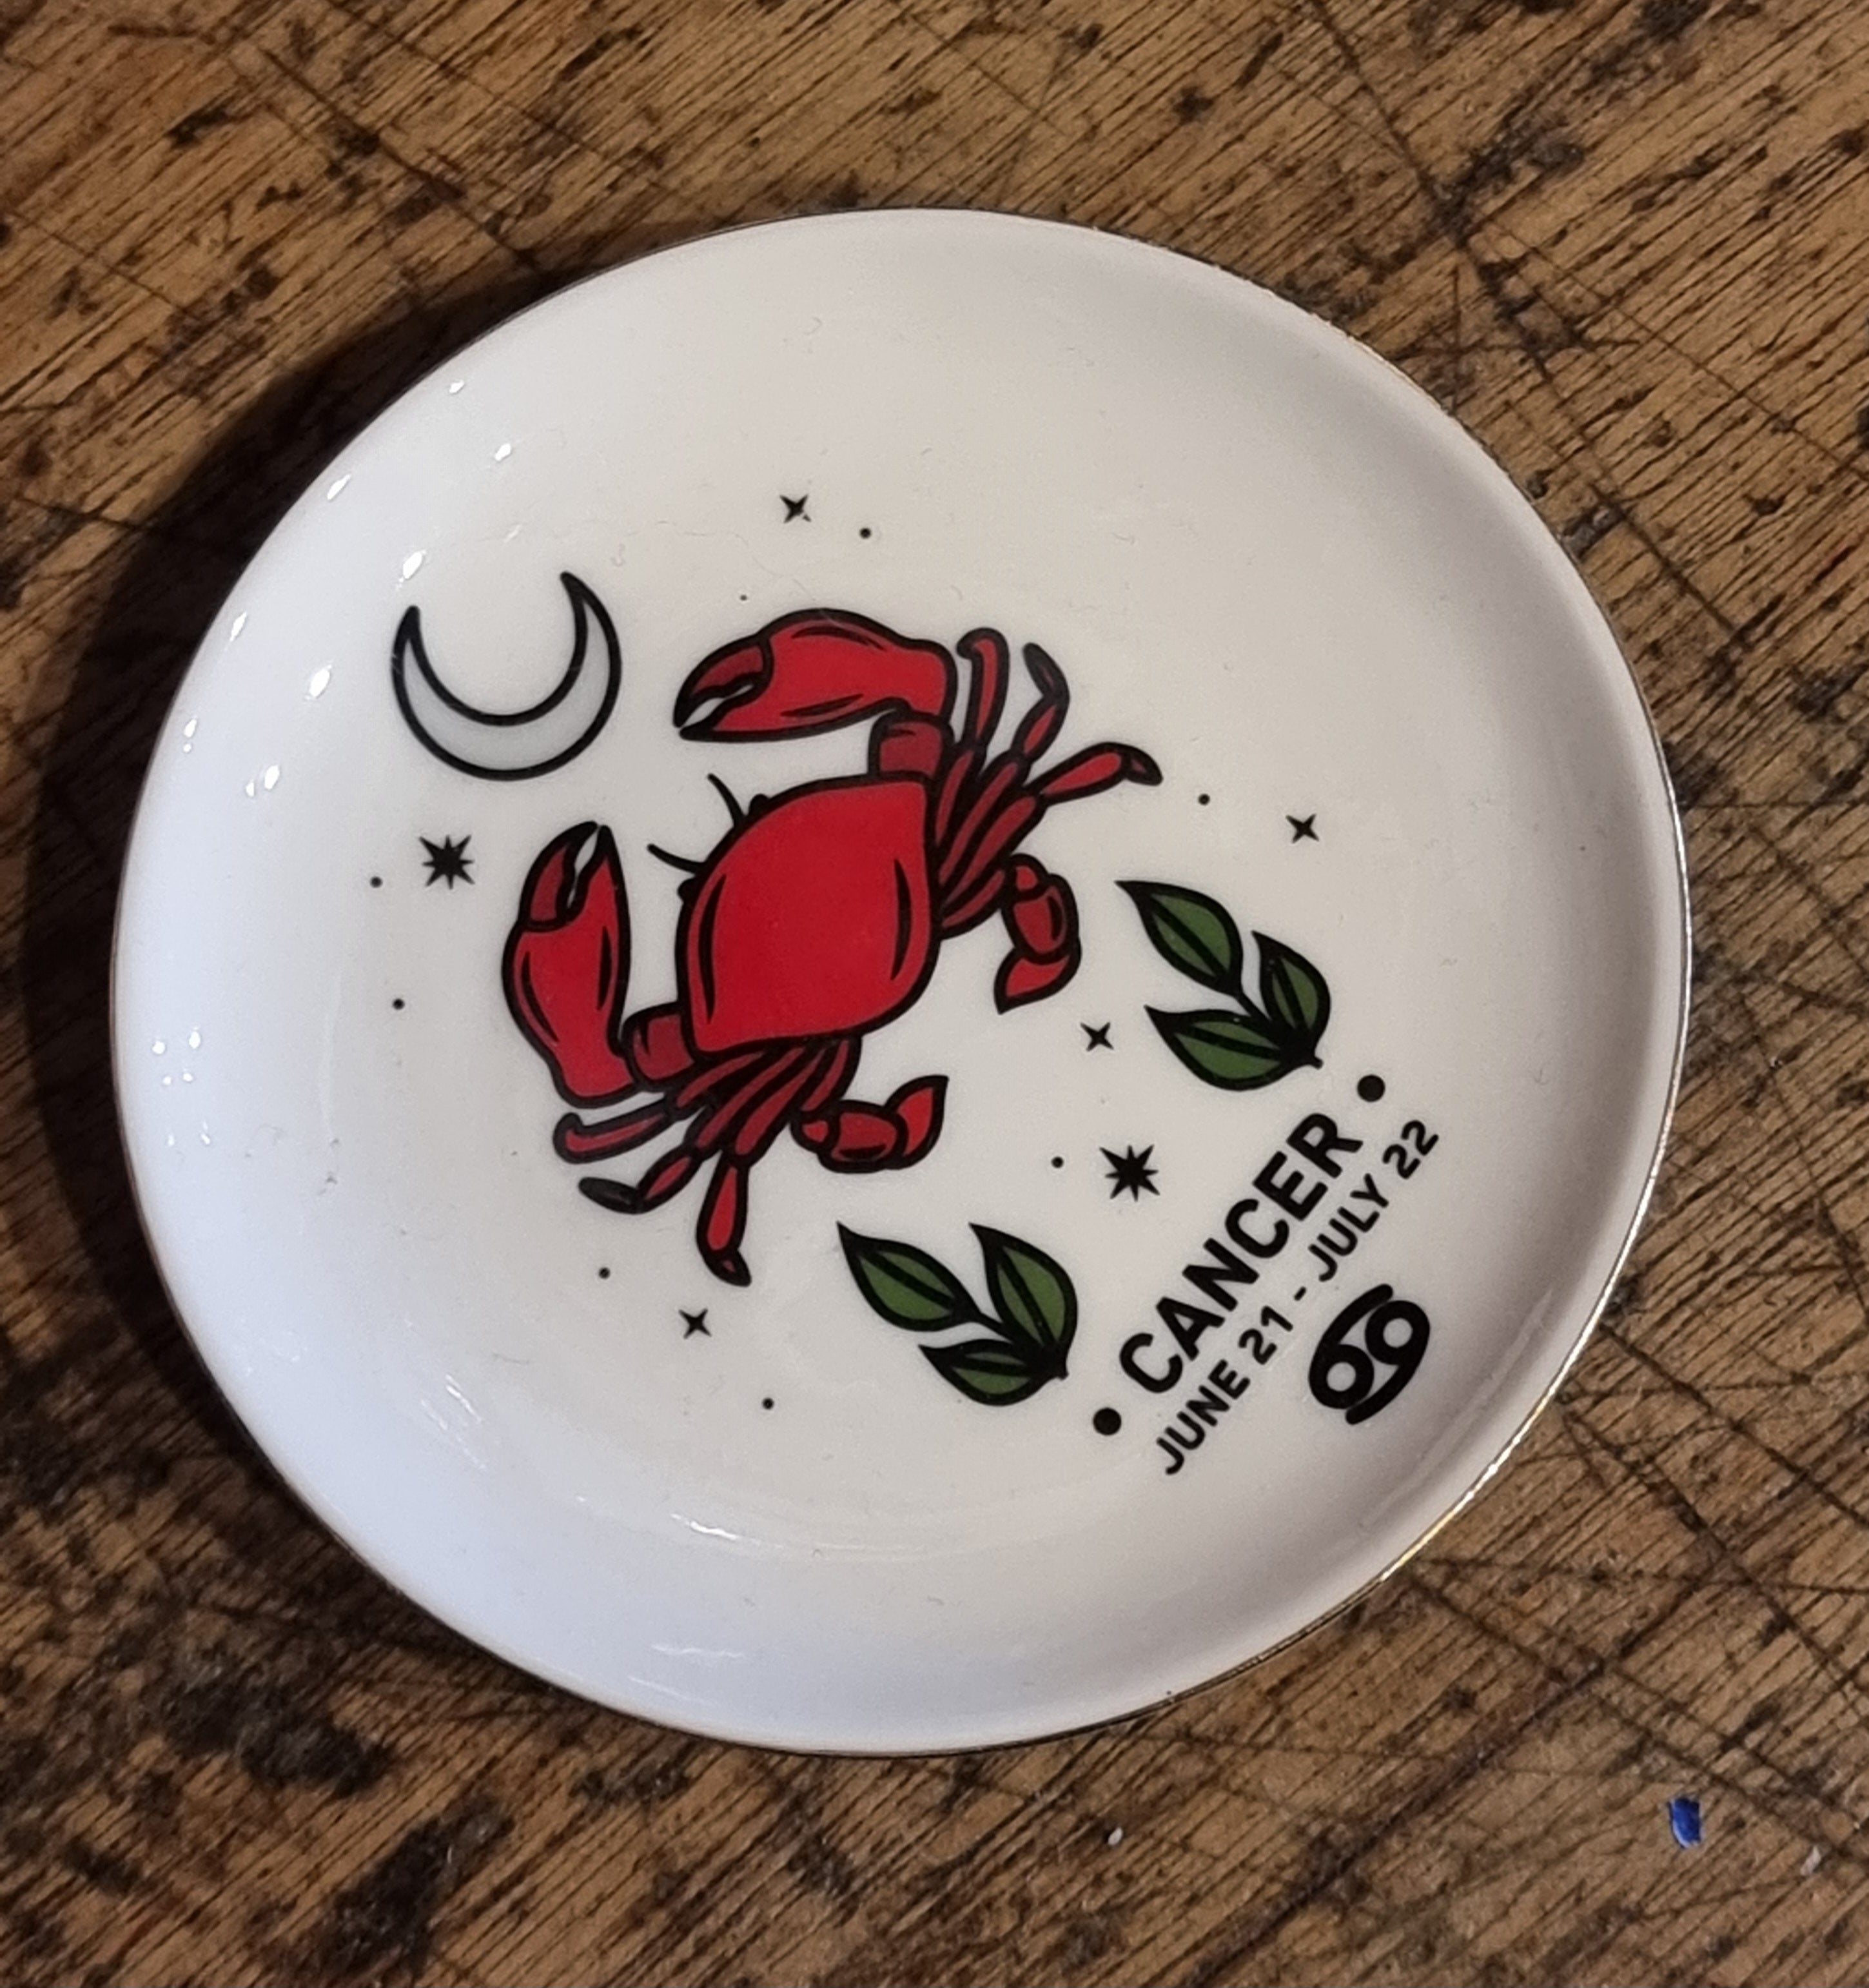 • CANCER •
JUNE 21 - JULY 22
♋